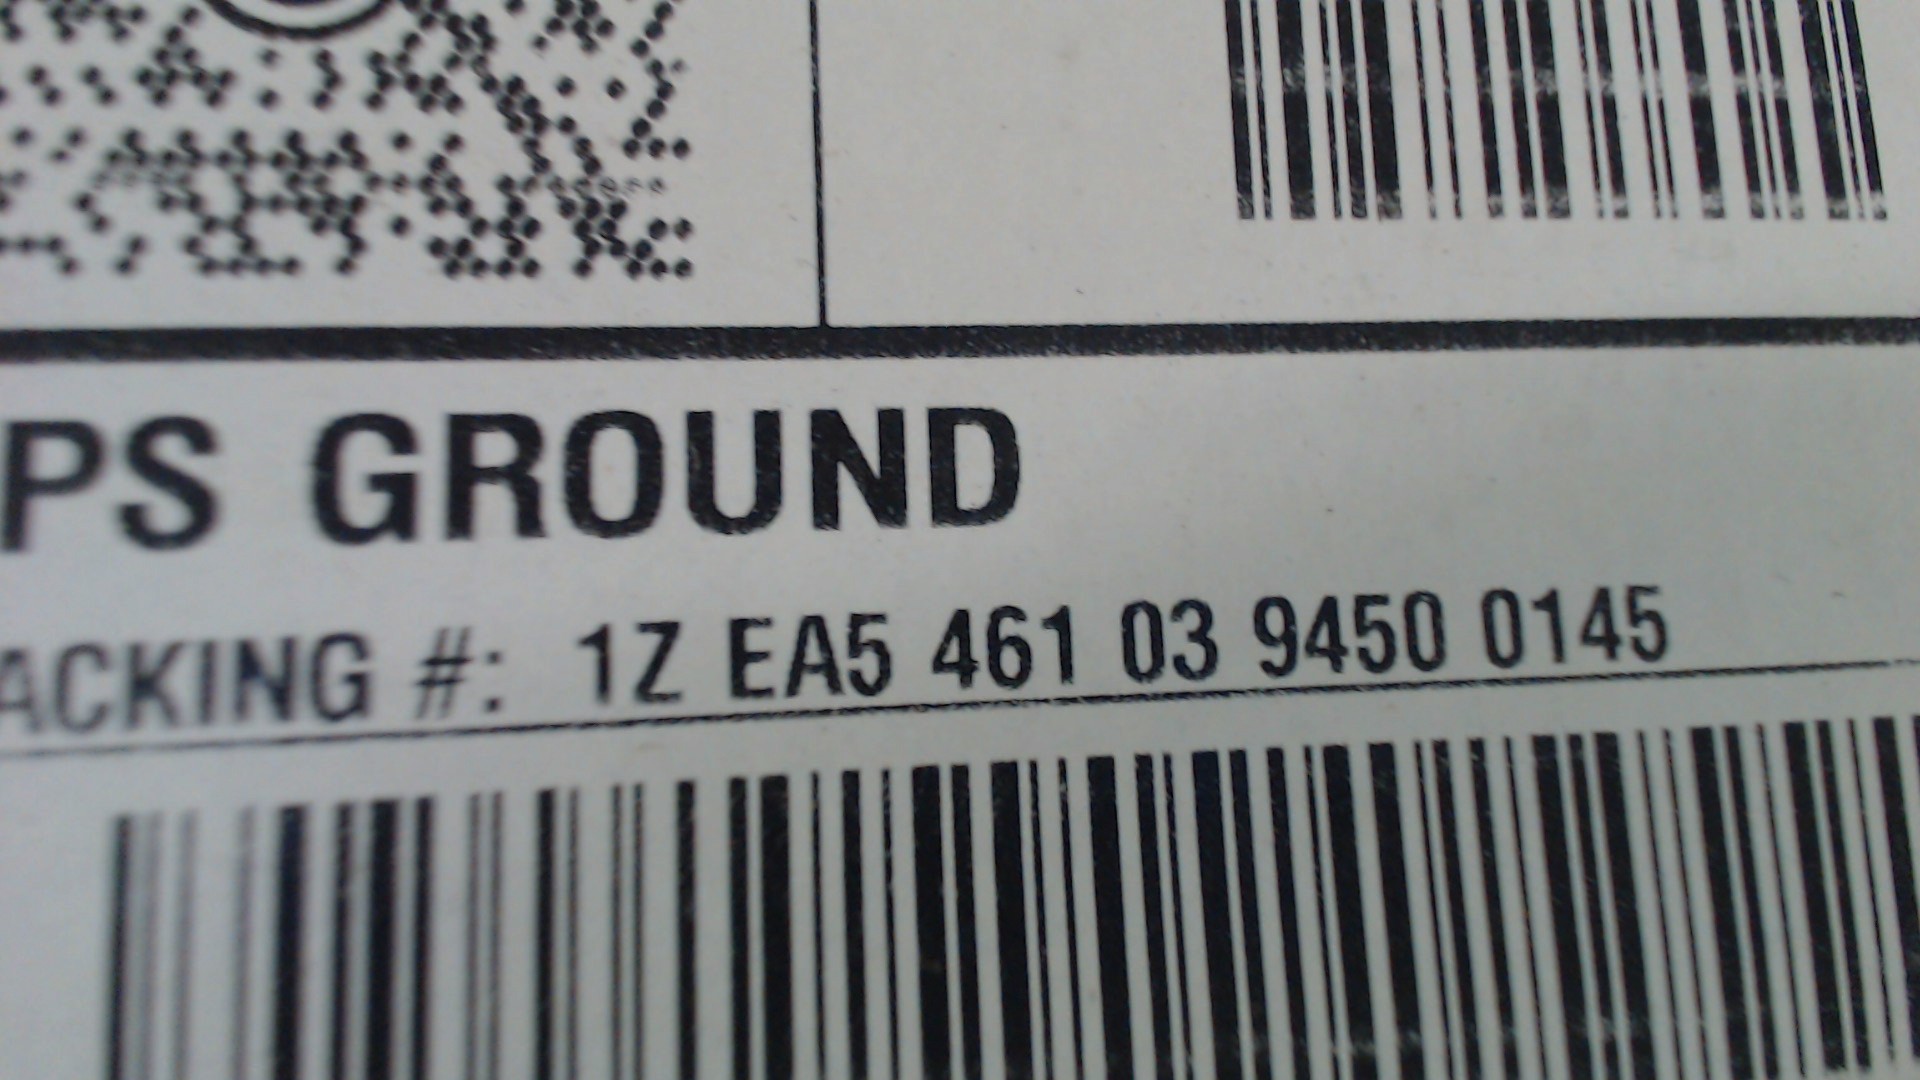 PS GROUND
ACKING #: 1Z EA5 461 03 9450 0145